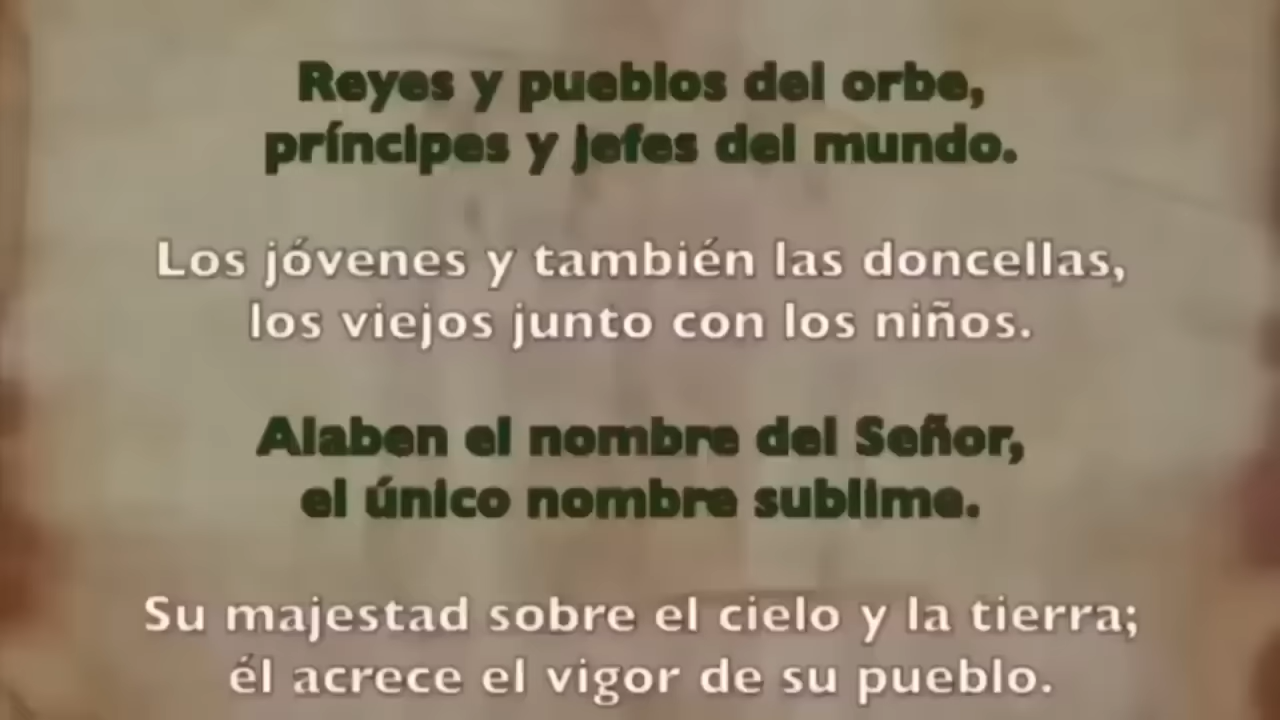 Reyes y pueblos del orbe,
príncipes y jefes del mundo.
Los jóvenes y también las doncellas,
los viejos junto con los niños.
Alaben el nombre del Señor,
el único nombre sublime.
Su majestad sobre el cielo y la tierra;
él acrece el vigor de su pueblo.